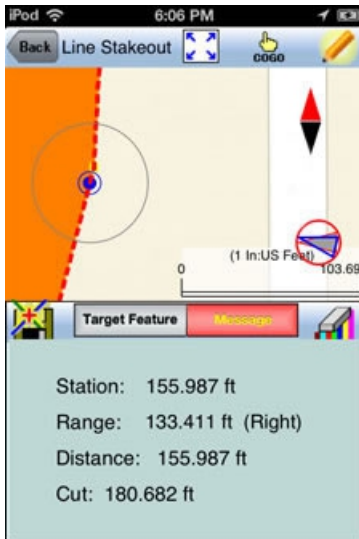 iPod 6:06 PM
Back Line Stakeout COGO
(1 In:US Feet)
0 103.69
Target Feature Message
Station: 155.987 ft
Range: 133.411 ft (Right)
Distance: 155.987 ft
Cut: 180.682 ft